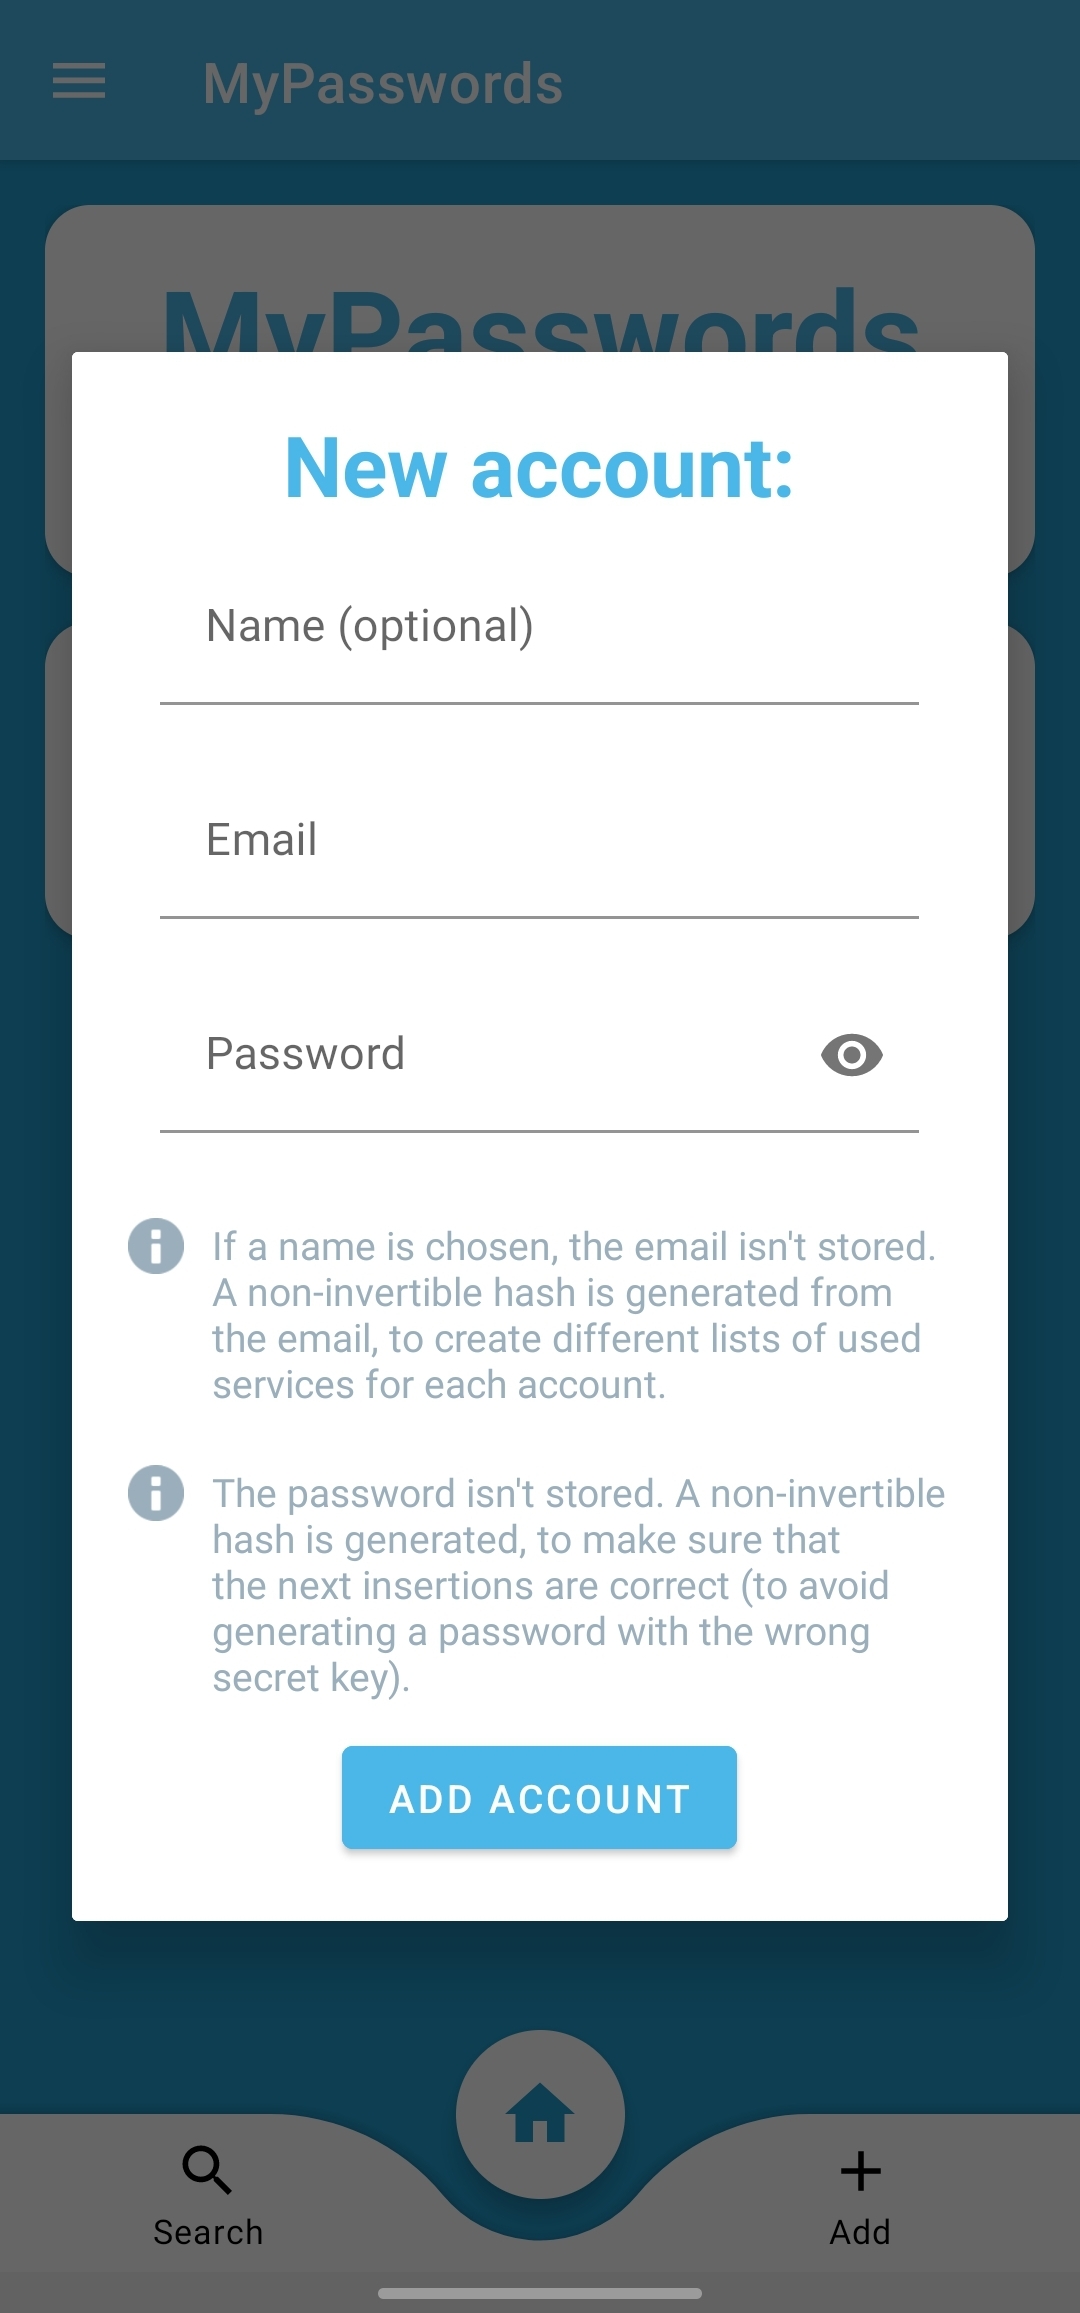 MyPasswords
MyPasswords
New account:
Name (optional)
Email
Password
If a name is chosen, the email isn't stored.
A non-invertible hash is generated from
the email, to create different lists of used
services for each account.
The password isn't stored. A non-invertible
hash is generated, to make sure that
the next insertions are correct (to avoid
generating a password with the wrong
secret key).
ADD ACCOUNT
Search
Add